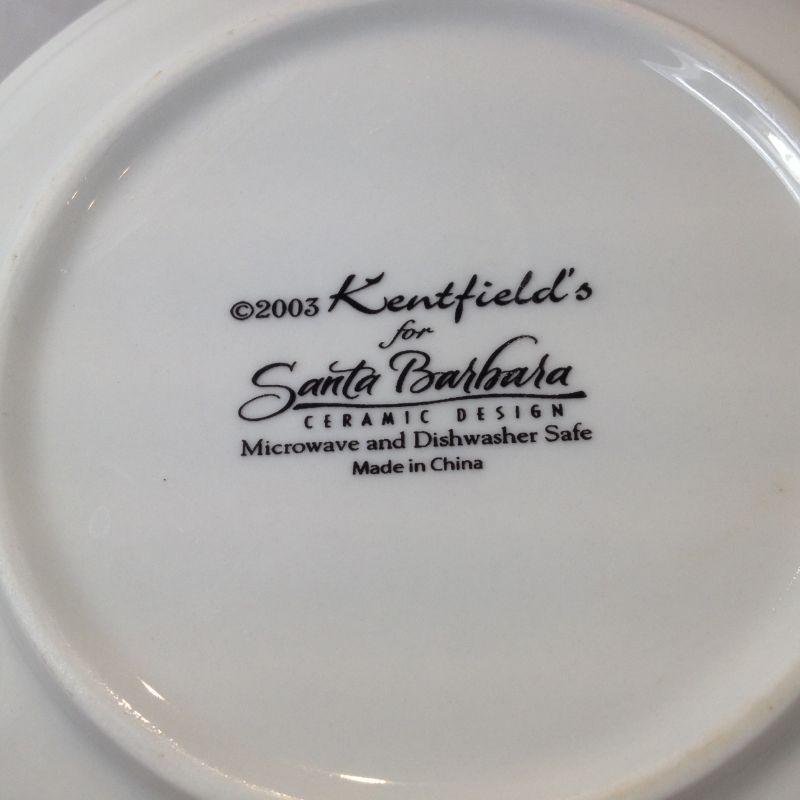 ©2003 Kentfield's
for
Santa Barbara
CERAMIC DESIGN
Microwave and Dishwasher Safe
Made in China